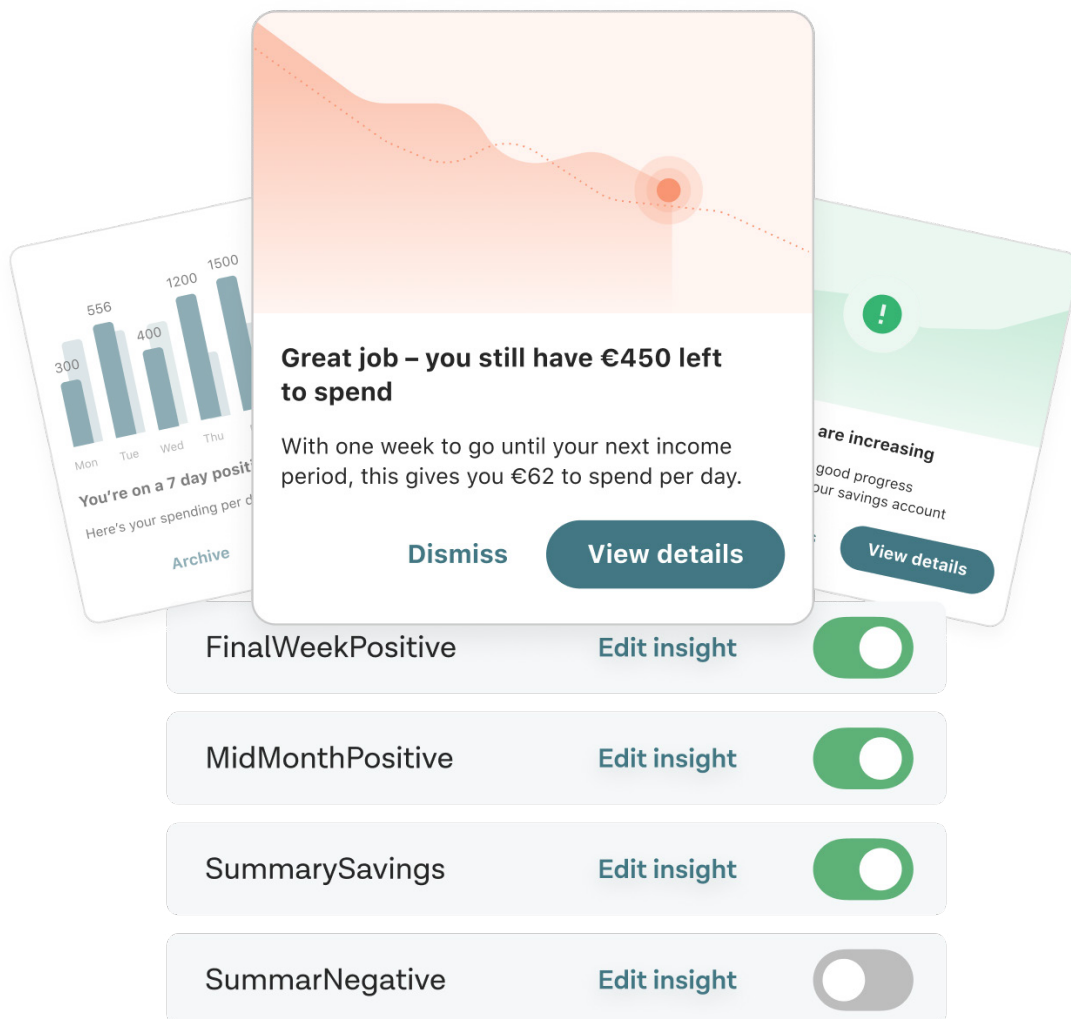 300
556
400
1200
1500
Mon
Tue
Wed
Thu
You're on a 7 day
Here's your spending per
Archive
Great job – you still have €450 left
to spend
With one week to go until your next income
period, this gives you €62 to spend per day.
Dismiss
View details
!
are increasing
good progress
savings account
View details
FinalWeekPositive
Edit insight
MidMonthPositive
Edit insight
SummarySavings
Edit insight
SummarNegative
Edit insight